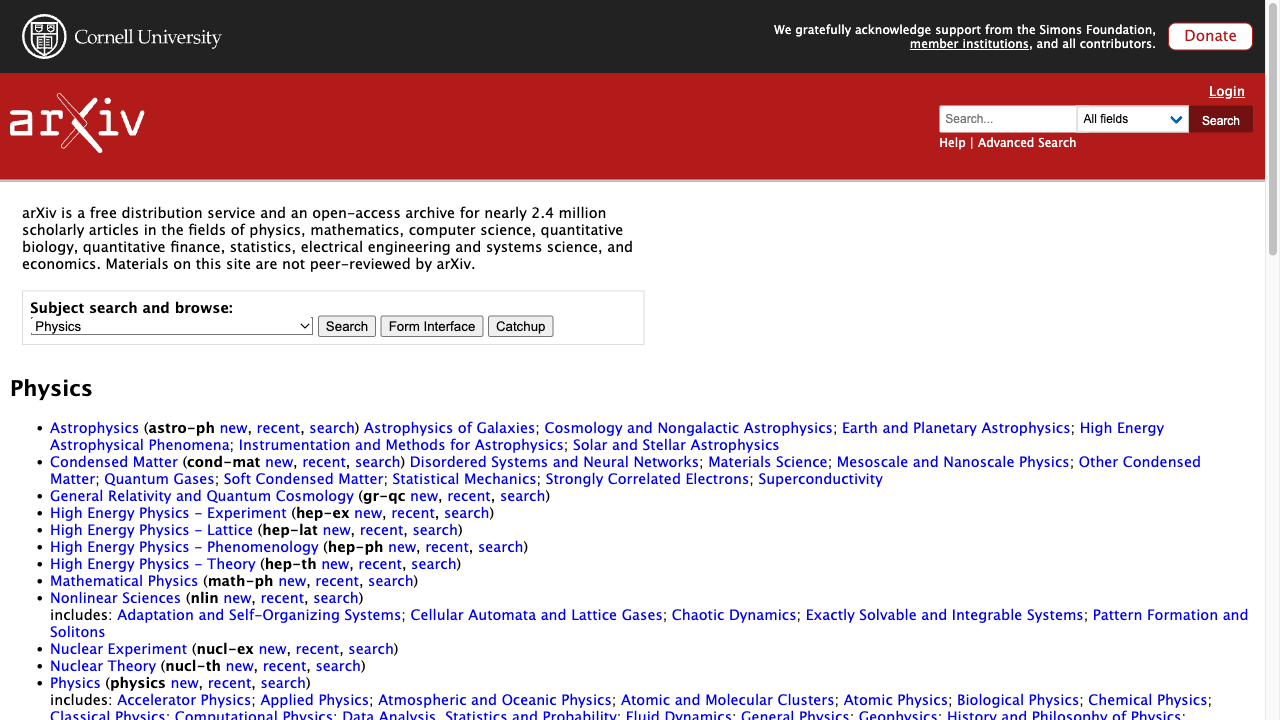 Cornell University
We gratefully acknowledge support from the Simons Foundation,
member institutions, and all contributors.
Donate
Login
arXiv
Search...
All fields
Search
Help | Advanced Search
arXiv is a free distribution service and an open-access archive for nearly 2.4 million
scholarly articles in the fields of physics, mathematics, computer science, quantitative
biology, quantitative finance, statistics, electrical engineering and systems science, and
economics. Materials on this site are not peer-reviewed by arXiv.
Subject search and browse:
Physics
Search
Form Interface
Catchup
Physics
• Astrophysics (astro-ph new, recent, search) Astrophysics of Galaxies; Cosmology and Nongalactic Astrophysics; Earth and Planetary Astrophysics; High Energy
Astrophysical Phenomena; Instrumentation and Methods for Astrophysics; Solar and Stellar Astrophysics
• Condensed Matter (cond-mat new, recent, search) Disordered Systems and Neural Networks; Materials Science; Mesoscale and Nanoscale Physics; Other Condensed
Matter; Quantum Gases; Soft Condensed Matter; Statistical Mechanics; Strongly Correlated Electrons; Superconductivity
• General Relativity and Quantum Cosmology (gr-qc new, recent, search)
• High Energy Physics - Experiment (hep-ex new, recent, search)
• High Energy Physics - Lattice (hep-lat new, recent, search)
• High Energy Physics - Phenomenology (hep-ph new, recent, search)
• High Energy Physics - Theory (hep-th new, recent, search)
• Mathematical Physics (math-ph new, recent, search)
• Nonlinear Sciences (nlin new, recent, search)
includes: Adaptation and Self-Organizing Systems; Cellular Automata and Lattice Gases; Chaotic Dynamics; Exactly Solvable and Integrable Systems; Pattern Formation and
Solitons
• Nuclear Experiment (nucl-ex new, recent, search)
• Nuclear Theory (nucl-th new, recent, search)
• Physics (physics new, recent, search)
includes: Accelerator Physics; Applied Physics; Atmospheric and Oceanic Physics; Atomic and Molecular Clusters; Atomic Physics; Biological Physics; Chemical Physics;
Classical Physics; Computational Physics; Data Analysis, Statistics and Probability; Fluid Dynamics; General Physics; Geophysics; History and Philosophy of Physics;